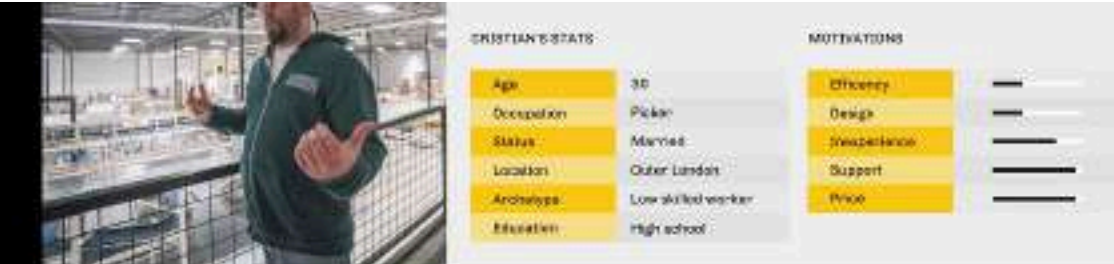 CRISTIAN'S STATS
Age 30
Occupation Picker
Status Married
Location Outer London
Archetype Low skilled worker
Education High school
MOTIVATIONS
Efficency
Design
Inexperience
Support
Price